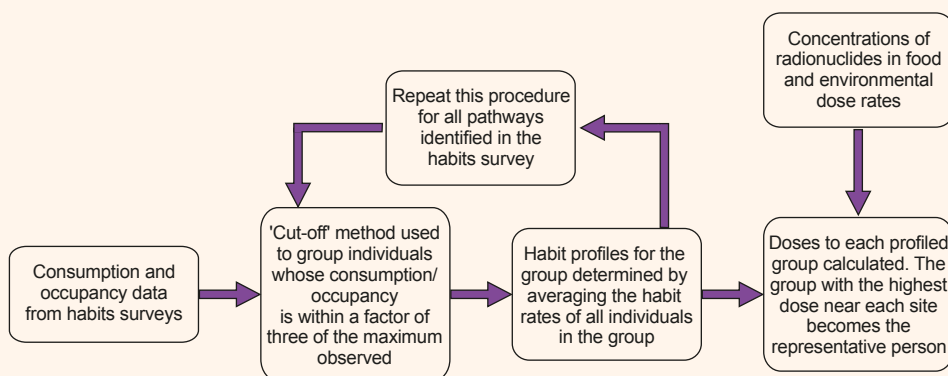 Concentrations of
radionuclides in food
and environmental
dose rates
Repeat this procedure
for all pathways
identified in the
habits survey
Consumption and
occupancy data
from habits surveys
'Cut-off' method used
to group individuals
whose consumption/
occupancy
is within a factor of
three of the maximum
observed
Habit profiles for the
group determined by
averaging the habit
rates of all individuals
in the group
Doses to each profiled
group calculated. The
group with the highest
dose near each site
becomes the
representative person